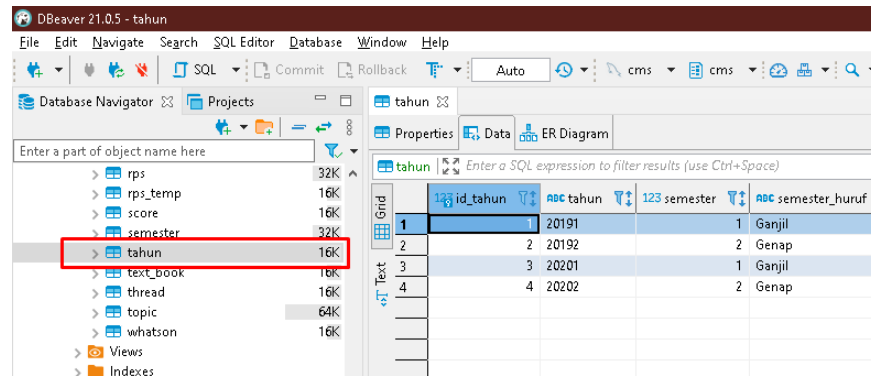 DBeaver 21.0.5 - tahun
File Edit Navigate Search SQL Editor Database Window Help
SQL Commit Rollback Auto cms cms
Database Navigator Projects
tahun
Properties Data ER Diagram
Enter a part of object name here
tahun Enter a SQL expression to filter results (use Ctrl+Space)
rps 32K
rps_temp 16K
score 16K
semester 32K
tahun 16K
text_book 16K
thread 16K
topic 64K
whatson 16K
Views
Indexes
Grid
Text
123 id_tahun ABC tahun 123 semester ABC semester_huruf
1 1 20191 1 Ganjil
2 2 20192 2 Genap
3 3 20201 1 Ganjil
4 4 20202 2 Genap